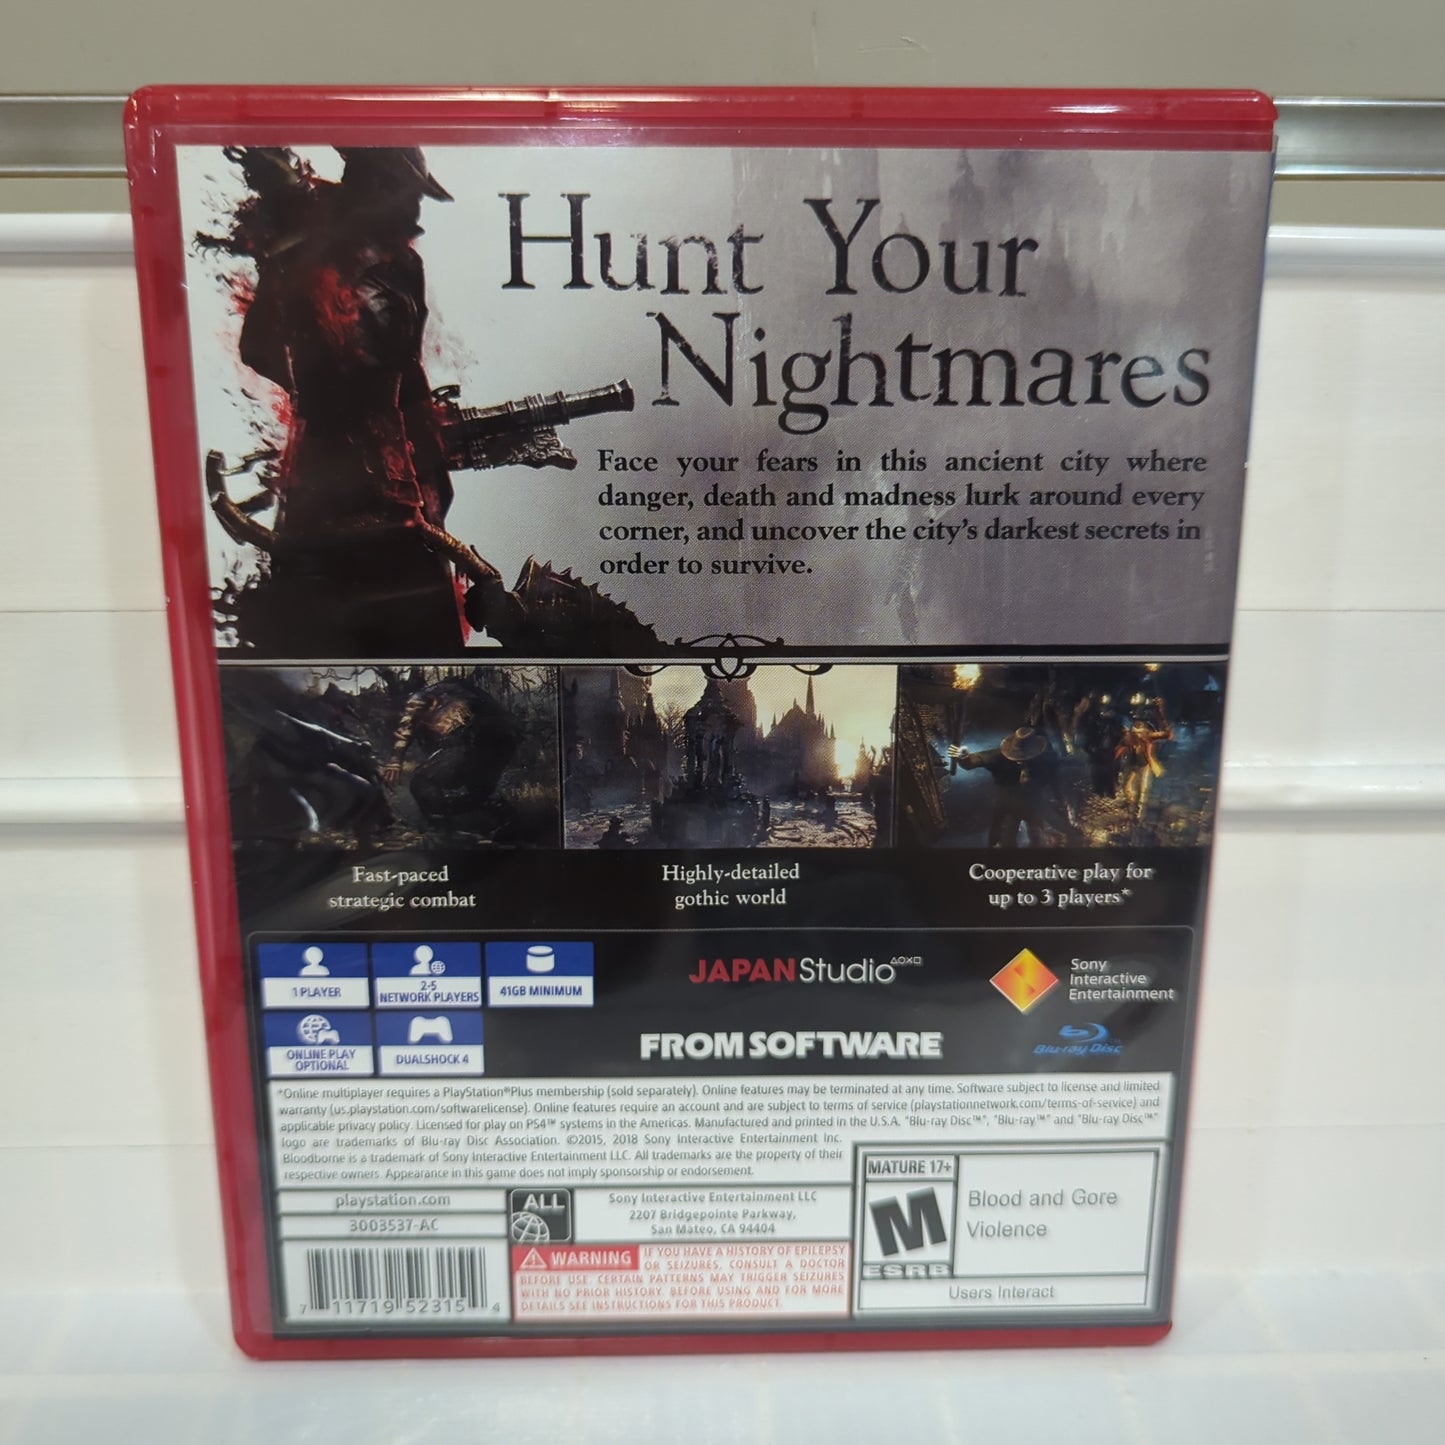 Hunt Your
Nightmares
Face your fears in this ancient city where
danger, death and madness lurk around every
corner, and uncover the city's darkest secrets in
order to survive.
Fast-paced
strategic combat
Highly-detailed
gothic world
Cooperative play for
up to 3 players*
1 PLAYER
2-5
NETWORK PLAYERS
41GB MINIMUM
ONLINE PLAY
OPTIONAL
DUALSHOCK 4
JAPAN Studio
Sony
Interactive
Entertainment
FROM SOFTWARE
Blu-ray Disc
*Online multiplayer requires a PlayStation®Plus membership (sold separately). Online features may be terminated at any time. Software subject to license and limited
warranty (us.playstation.com/softwarelicense). Online features require an account and are subject to terms of service (playstationnetwork.com/terms-of-service) and
applicable privacy policy. Licensed for play on PS4™ systems in the Americas. Manufactured and printed in the U.S.A. "Blu-ray Disc™", "Blu-ray™" and "Blu-ray Disc™"
logo are trademarks of Blu-ray Disc Association. ©2015, 2018 Sony Interactive Entertainment Inc.
Bloodborne is a trademark of Sony Interactive Entertainment LLC. All trademarks are the property of their
respective owners. Appearance in this game does not imply sponsorship or endorsement.
playstation.com
3003537-AC
7 11719 52315 4
ALL
Sony Interactive Entertainment LLC
2207 Bridgepointe Parkway,
San Mateo, CA 94404
WARNING IF YOU HAVE A HISTORY OF EPILEPSY
OR SEIZURES, CONSULT A DOCTOR
BEFORE USE. CERTAIN PATTERNS MAY TRIGGER SEIZURES
WITH NO PRIOR HISTORY. BEFORE USING AND FOR MORE
DETAILS SEE INSTRUCTIONS FOR THIS PRODUCT.
MATURE 17+
M
ESRB
Blood and Gore
Violence
Users Interact